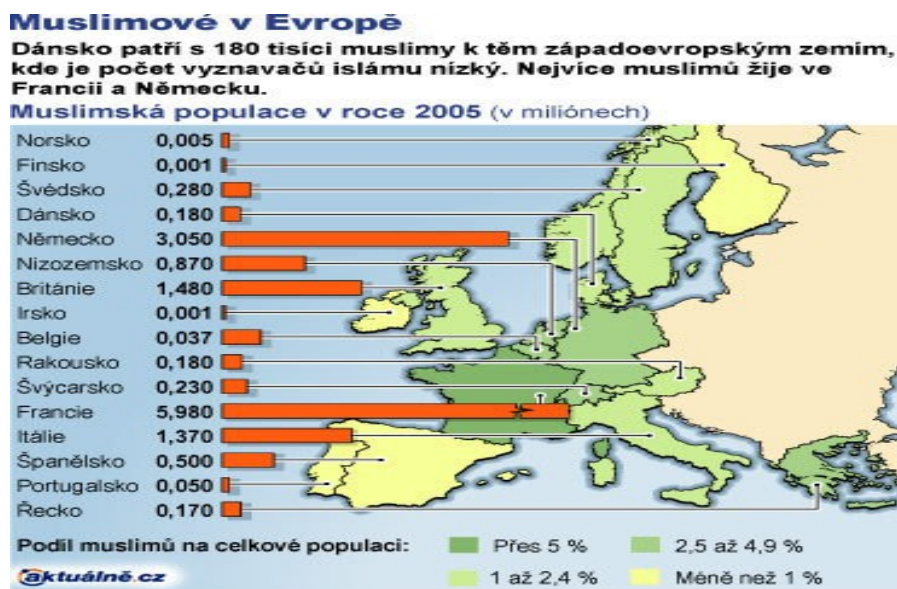 Muslimové v Evropě
Dánsko patří s 180 tisíci muslimy k těm západoevropským zemím,
kde je počet vyznavačů islámu nízký. Nejvíce muslimů žije ve
Francii a Německu.
Muslimská populace v roce 2005 (v miliónech)
Norsko 0,005
Finsko 0,001
Švédsko 0,280
Dánsko 0,180
Německo 3,050
Nizozemsko 0,870
Británie 1,480
Irsko 0,001
Belgie 0,037
Rakousko 0,180
Švýcarsko 0,230
Francie 5,980
Itálie 1,370
Španělsko 0,500
Portugalsko 0,050
Řecko 0,170
Podíl muslimů na celkové populaci: Přes 5 % 2,5 až 4,9 %
1 až 2,4 % Méně než 1 %
aktuálně.cz